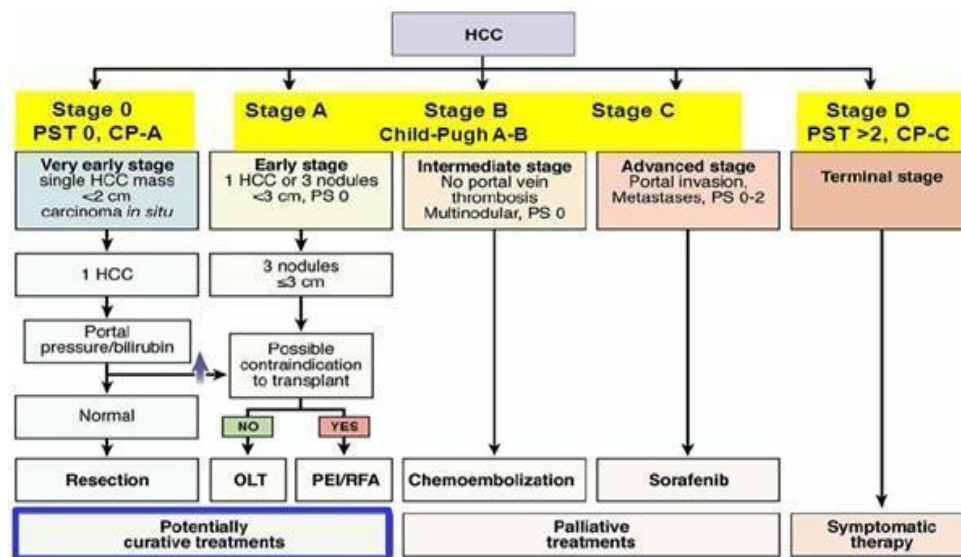 HCC
Stage 0
PST 0, CP-A
Stage A
Stage B
Stage C
Child-Pugh A-B
Stage D
PST >2, CP-C
Very early stage
single HCC mass
<2 cm
carcinoma in situ
Early stage
1 HCC or 3 nodules
<3 cm, PS 0
Intermediate stage
No portal vein
thrombosis
Multinodular, PS 0
Advanced stage
Portal invasion,
Metastases, PS 0-2
Terminal stage
1 HCC
3 nodules
≤3 cm
Portal
pressure/bilirubin
Possible
contraindication
to transplant
Normal
NO
YES
Resection
OLT
PEI/RFA
Chemoembolization
Sorafenib
Potentially
curative treatments
Palliative
treatments
Symptomatic
therapy